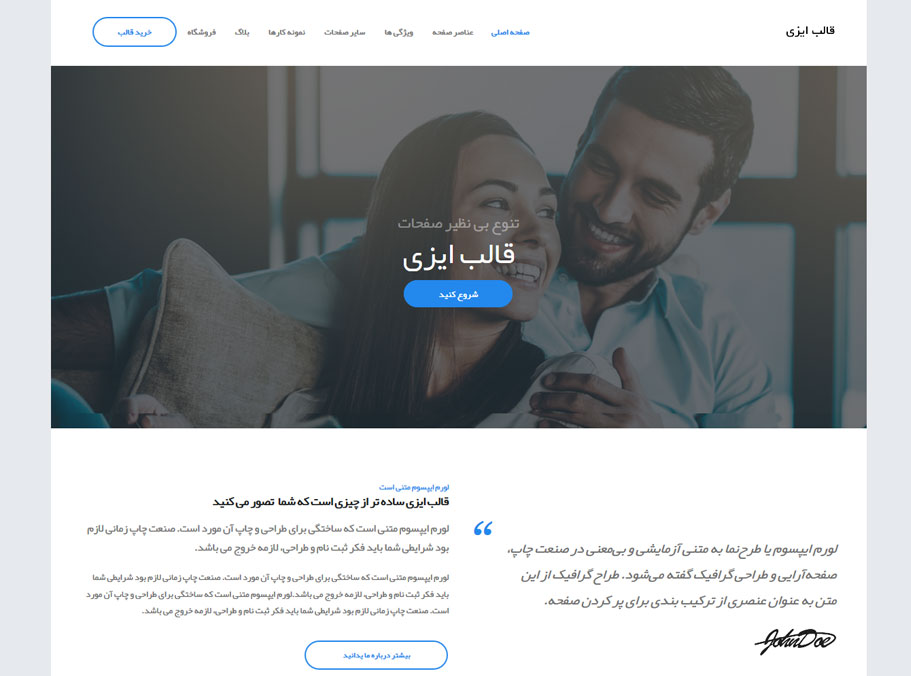 قالب ایزی
صفحه اصلی
عناصر صفحه
ویژگی ها
سایر صفحات
نمونه کارها
بلاگ
فروشگاه
خرید قالب
تنوع بی نظیر صفحات
قالب ایزی
شروع کنید
لورم ایپسوم یا طرح‌نما به متنی آزمایشی و بی‌معنی در صنعت چاپ،
صفحه‌آرایی و طراحی گرافیک گفته می‌شود. طراح گرافیک از این
متن به عنوان عنصری از ترکیب بندی برای پر کردن صفحه.
JohnDoe
لورم ایپسوم متنی است
قالب ایزی ساده تر از چیزی است که شما تصور می کنید
لورم ایپسوم متنی است که ساختگی برای طراحی و چاپ آن مورد است. صنعت چاپ زمانی لازم
بود شرایطی شما باید فکر ثبت نام و طراحی، لازمه خروج می باشد.
لورم ایپسوم متنی است که ساختگی برای طراحی و چاپ آن مورد است. صنعت چاپ زمانی لازم بود شرایطی شما
باید فکر ثبت نام و طراحی، لازمه خروج می باشد.لورم ایپسوم متنی است که ساختگی برای طراحی و چاپ آن مورد
است. صنعت چاپ زمانی لازم بود شرایطی شما باید فکر ثبت نام و طراحی، لازمه خروج می باشد.
بیشتر درباره ما بدانید